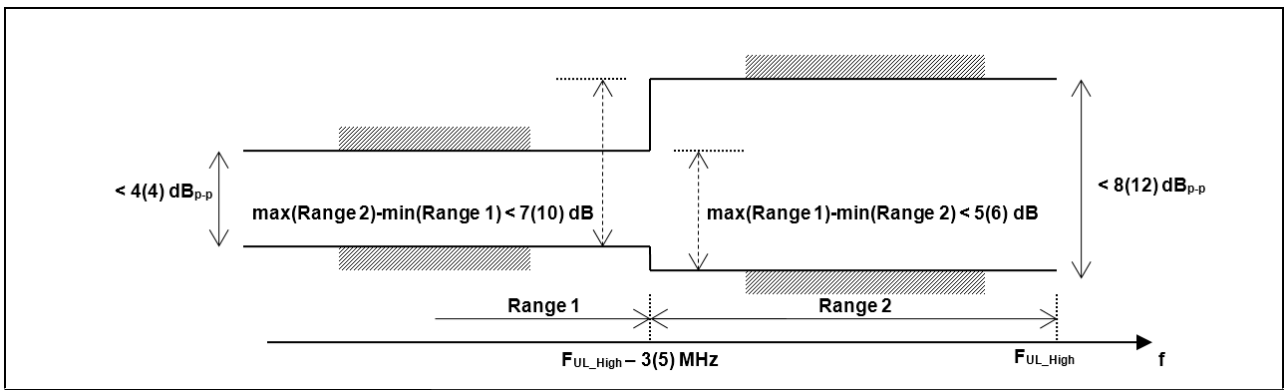 < 4(4) dBp-p
max(Range 2)-min(Range 1) < 7(10) dB
max(Range 1)-min(Range 2) < 5(6) dB
< 8(12) dBp-p
Range 1
Range 2
FUL_High – 3(5) MHz
FUL_High
f